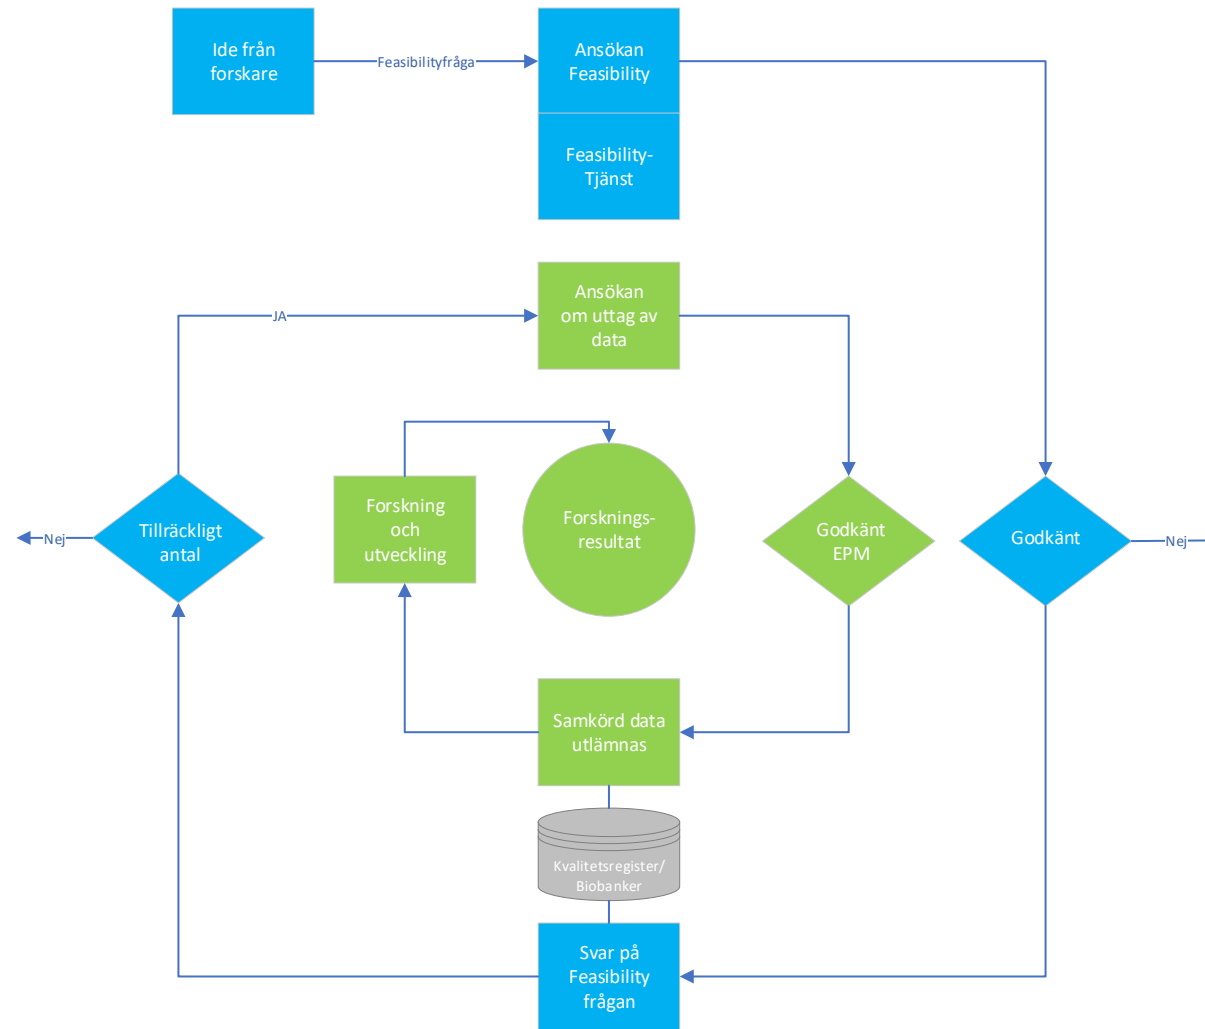 Ide från
forskare
Feasibilityfråga
Ansökan
Feasibility
Feasibility-
Tjänst
Ansökan
om uttag av
data
JA
Forskning
och
utveckling
Forsknings-
resultat
Tillräckligt
antal
Nej
Godkänt
EPM
Godkänt
Nej
Samkörd data
utlämnas
Kvalitetsregister/
Biobanker
Svar på
Feasibility
frågan